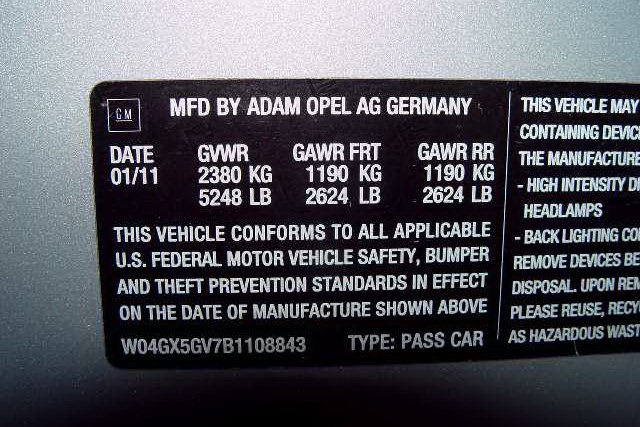 GM
MFD BY ADAM OPEL AG GERMANY
DATE GVWR GAWR FRT GAWR RR
01/11 2380 KG 1190 KG 1190 KG
5248 LB 2624 LB 2624 LB
THIS VEHICLE CONFORMS TO ALL APPLICABLE
U.S. FEDERAL MOTOR VEHICLE SAFETY, BUMPER
AND THEFT PREVENTION STANDARDS IN EFFECT
ON THE DATE OF MANUFACTURE SHOWN ABOVE
W04GX5GV7B1108843 TYPE: PASS CAR
THIS VEHICLE MAY
CONTAINING DEVIC
THE MANUFACTURE
- HIGH INTENSITY DI
HEADLAMPS
- BACK LIGHTING CO
REMOVE DEVICES BE
DISPOSAL. UPON REM
PLEASE REUSE, RECY
AS HAZARDOUS WAST